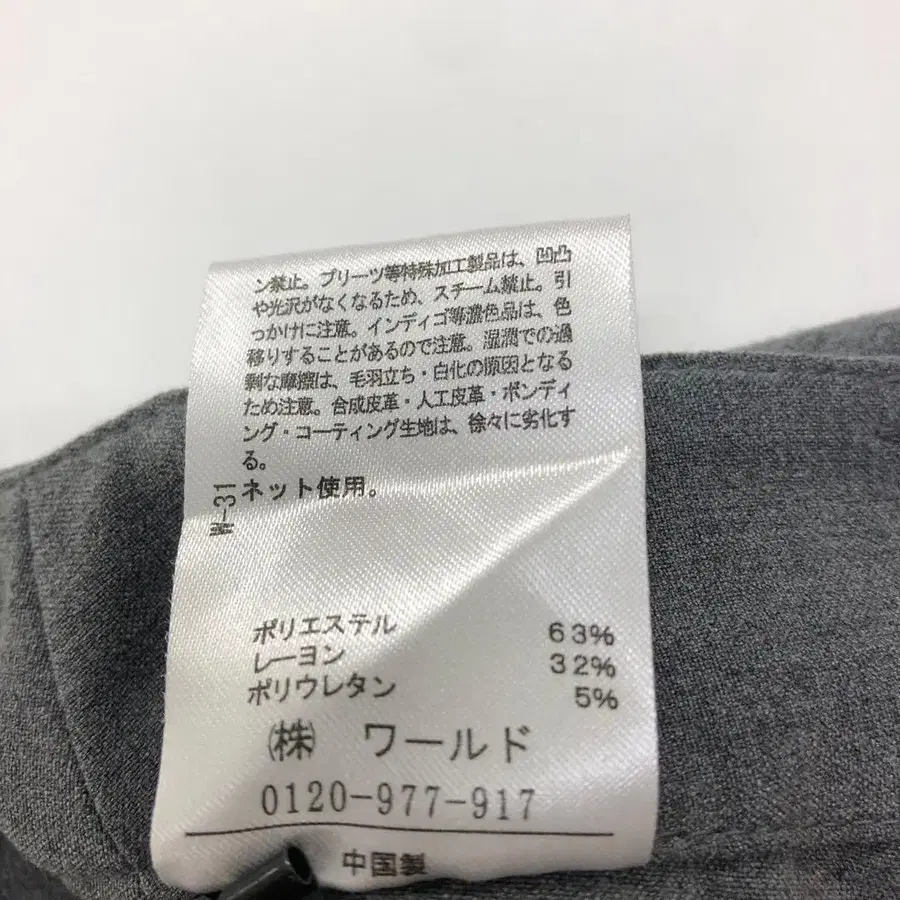 ン禁止。プリーツ等特殊加工製品は、凹凸
や光沢がなくなるため、スチーム禁止。引
っかけに注意。インディゴ等濃色品は、色
移りすることがあるので注意。湿潤での過
剰な摩擦は、毛羽立ち・白化の原因となる
ため注意。合成皮革・人工皮革・ボンディ
ング・コーティング生地は、徐々に劣化す
る。
ネット使用。
W-31
ポリエステル 63%
レーヨン 32%
ポリウレタン 5%
㈱ ワールド
0120-977-917
中国製